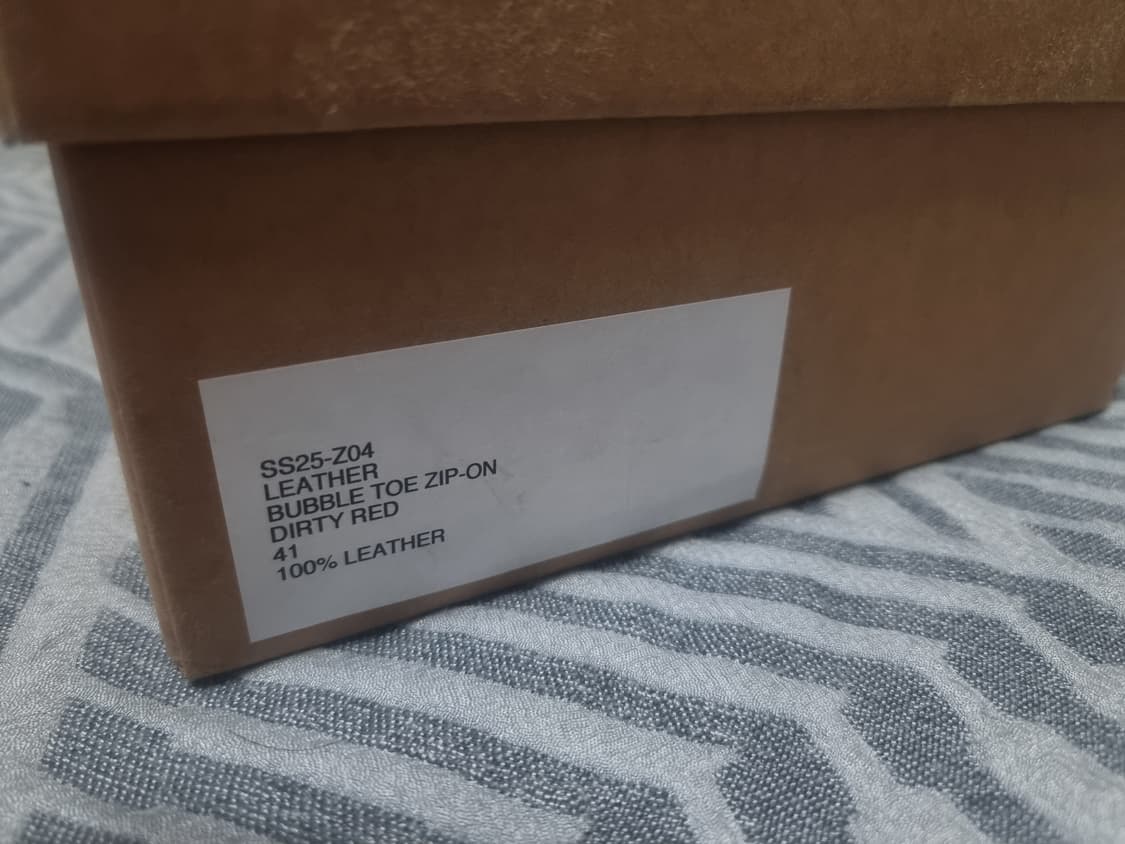 SS25-Z04
LEATHER
BUBBLE TOE ZIP-ON
DIRTY RED
41
100% LEATHER